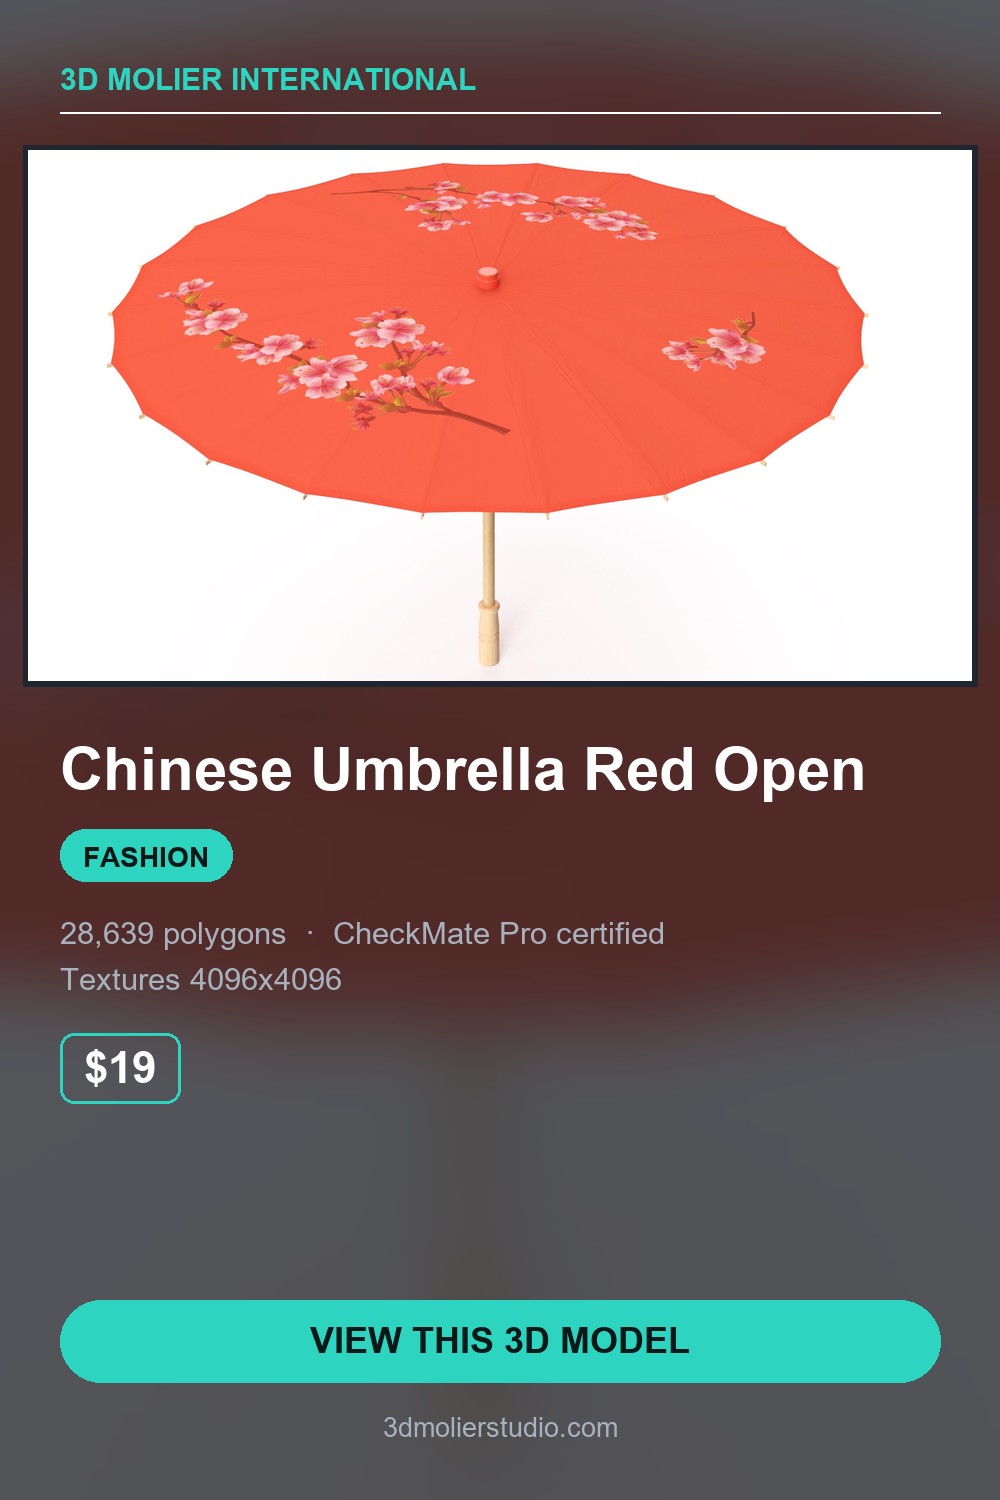 3D MOLIER INTERNATIONAL
Chinese Umbrella Red Open
FASHION
28,639 polygons · CheckMate Pro certified
Textures 4096x4096
$19
VIEW THIS 3D MODEL
3dmolierstudio.com